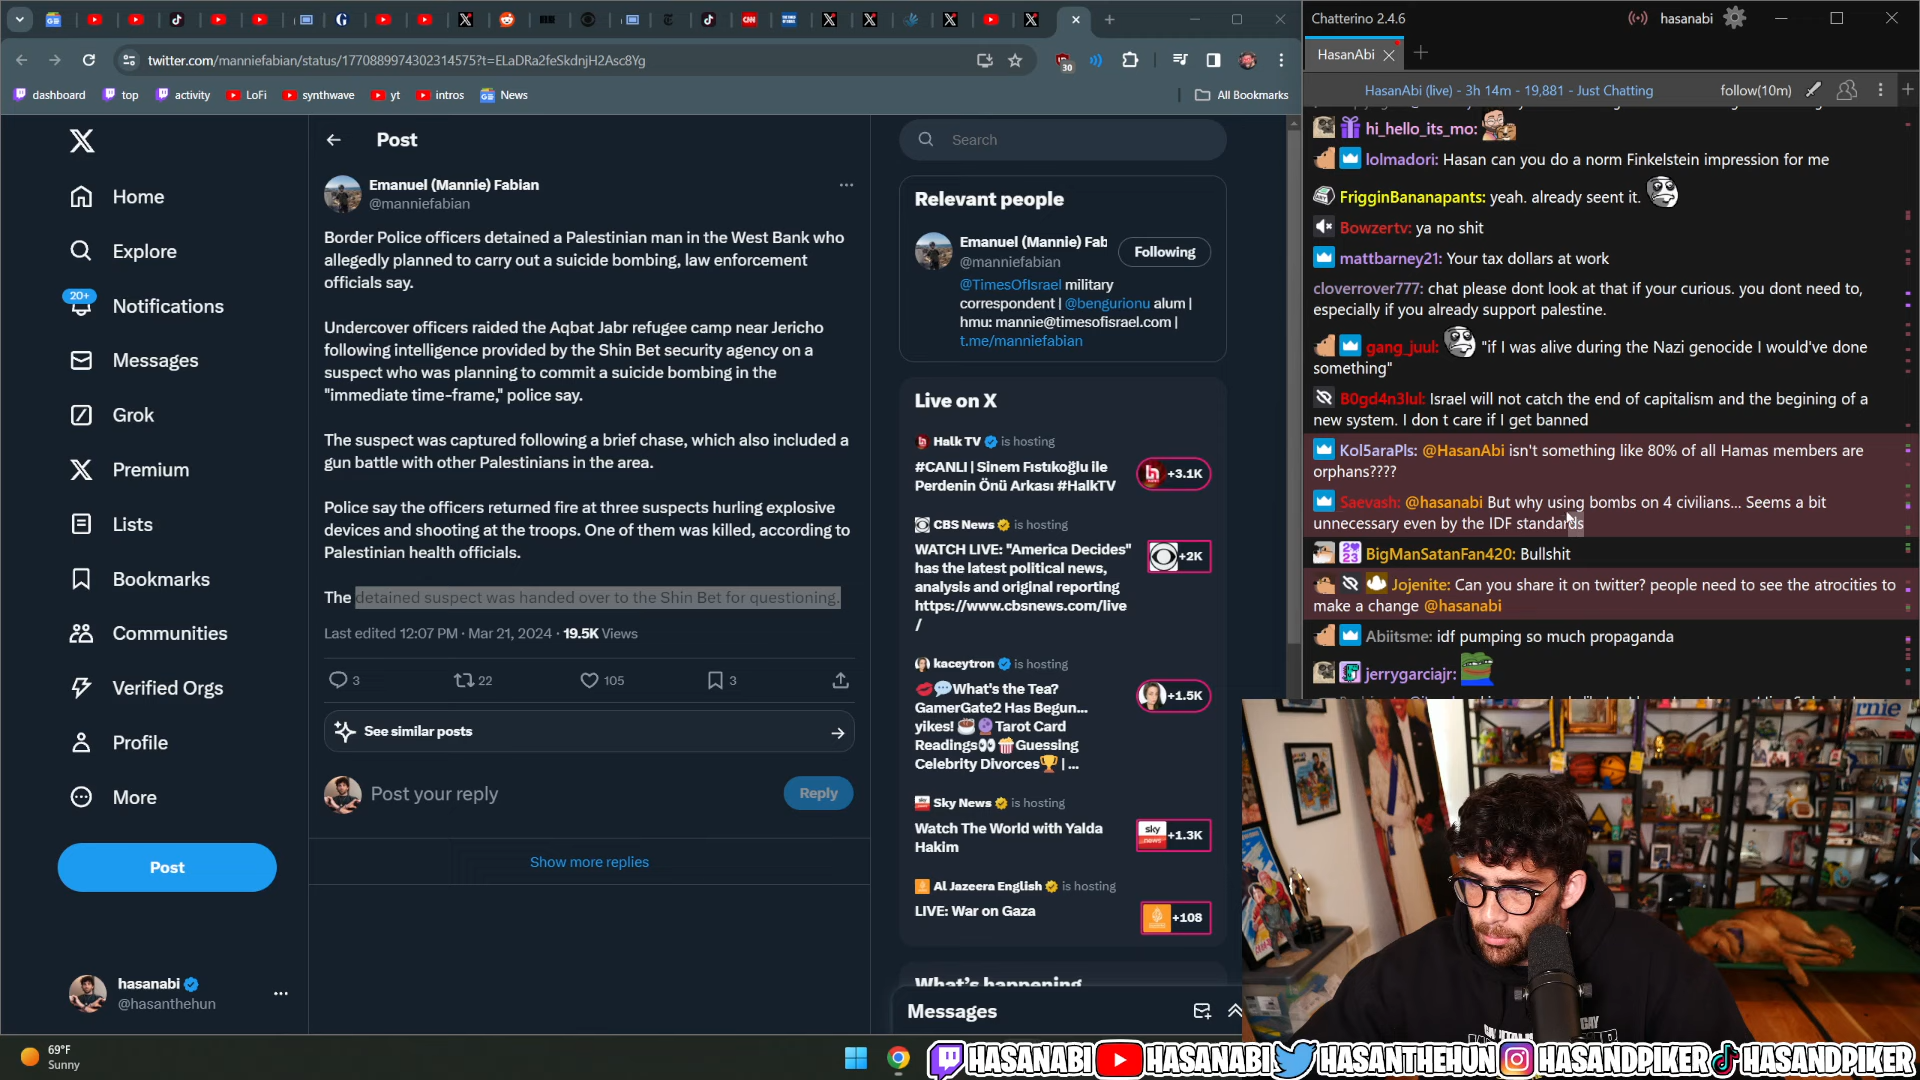 twitter.com/manniefabian/status/1770889974302314575?t=ELaDRa2feSkdnjH2Asc8Yg
30
dashboard
top
activity
LoFi
synthwave
yt
intros
News
All Bookmarks
Home
Explore
20+
Notifications
Messages
Grok
Premium
Lists
Bookmarks
Communities
Verified Orgs
Profile
More
Post
hasanabi
@hasanthehun
Post
Emanuel (Mannie) Fabian
@manniefabian
Border Police officers detained a Palestinian man in the West Bank who
allegedly planned to carry out a suicide bombing, law enforcement
officials say.
Undercover officers raided the Aqbat Jabr refugee camp near Jericho
following intelligence provided by the Shin Bet security agency on a
suspect who was planning to commit a suicide bombing in the
"immediate time-frame," police say.
The suspect was captured following a brief chase, which also included a
gun battle with other Palestinians in the area.
Police say the officers returned fire at three suspects hurling explosive
devices and shooting at the troops. One of them was killed, according to
Palestinian health officials.
The detained suspect was handed over to the Shin Bet for questioning.
Last edited 12:07 PM · Mar 21, 2024 · 19.5K Views
3
22
105
3
See similar posts
Post your reply
Reply
Show more replies
Search
Relevant people
Emanuel (Mannie) Fab
@manniefabian
Following
@TimesOfIsrael military
correspondent | @bengurionu alum |
hmu: mannie@timesofisrael.com |
t.me/manniefabian
Live on X
Halk TV is hosting
#CANLI | Sinem Fıstıkoğlu ile
Perdenin Önü Arkası #HalkTV
+3.1K
CBS News is hosting
WATCH LIVE: "America Decides"
has the latest political news,
analysis and original reporting
https://www.cbsnews.com/live
/
+2K
kaceytron is hosting
💋💬What's the Tea?
GamerGate2 Has Begun...
yikes! ☕🔮Tarot Card
Readings👀🍿Guessing
Celebrity Divorces🏆 | ...
+1.5K
Sky News is hosting
Watch The World with Yalda
Hakim
sky
news
+1.3K
Al Jazeera English is hosting
LIVE: War on Gaza
+108
What's happening
Messages
Chatterino 2.4.6
hasanabi
HasanAbi
HasanAbi (live) - 3h 14m - 19,881 - Just Chatting
follow(10m)
hi_hello_its_mo:
lolmadori: Hasan can you do a norm Finkelstein impression for me
FrigginBananapants: yeah. already seent it.
Bowzertv: ya no shit
mattbarney21: Your tax dollars at work
cloverrover777: chat please dont look at that if your curious. you dont need to,
especially if you already support palestine.
gang_juul: "if I was alive during the Nazi genocide I would've done
something"
B0gd4n3lul: Israel will not catch the end of capitalism and the begining of a
new system. I don t care if I get banned
Kol5araPls: @HasanAbi isn't something like 80% of all Hamas members are
orphans????
Saevash: @hasanabi But why using bombs on 4 civilians... Seems a bit
unnecessary even by the IDF standards
BigManSatanFan420: Bullshit
Jojenite: Can you share it on twitter? people need to see the atrocities to
make a change @hasanabi
Abiitsme: idf pumping so much propaganda
jerrygarciajr:
69°F
Sunny
HASANABI
HASANABI
HASANTHEHUN
HASANDPIKER
HASANDPIKER